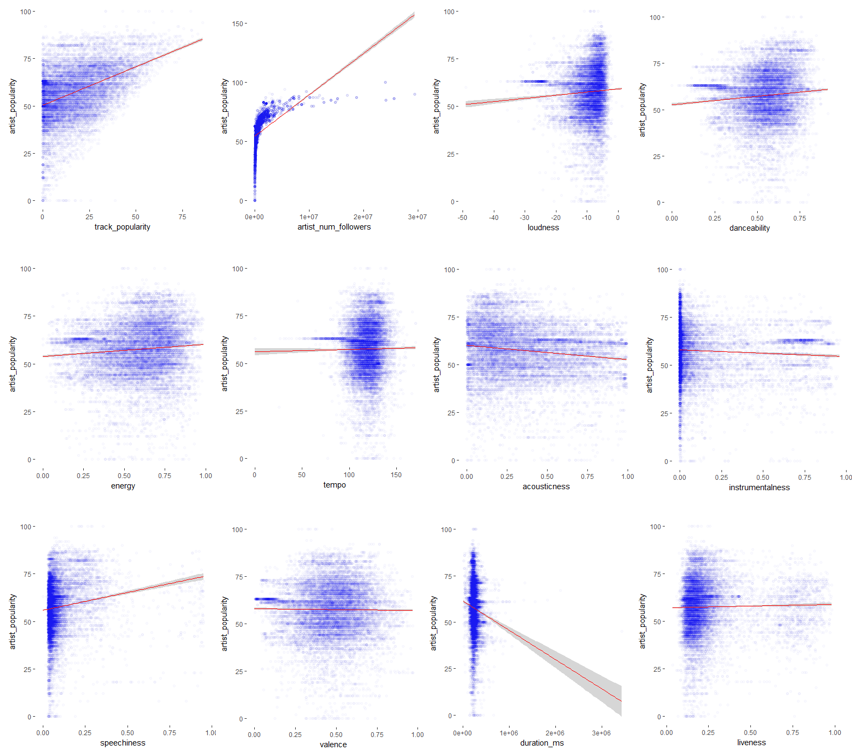 100 -
75 -
50 -
25 -
0 -
artist_popularity
0 25 50 75
track_popularity
150 -
100 -
50 -
0 -
artist_popularity
0e+00 1e+07 2e+07 3e+07
artist_num_followers
100 -
75 -
50 -
25 -
0 -
artist_popularity
-50 -40 -30 -20 -10 0
loudness
100 -
75 -
50 -
25 -
0 -
artist_popularity
0.00 0.25 0.50 0.75
danceability
100 -
75 -
50 -
25 -
0 -
artist_popularity
0.00 0.25 0.50 0.75 1.00
energy
100 -
75 -
50 -
25 -
0 -
artist_popularity
0 50 100 150
tempo
100 -
75 -
50 -
25 -
0 -
artist_popularity
0.00 0.25 0.50 0.75 1.00
acousticness
100 -
75 -
50 -
25 -
0 -
artist_popularity
0.00 0.25 0.50 0.75 1.00
instrumentalness
100 -
75 -
50 -
25 -
0 -
artist_popularity
0.00 0.25 0.50 0.75 1.00
speechiness
100 -
75 -
50 -
25 -
0 -
artist_popularity
0.00 0.25 0.50 0.75 1.00
valence
100 -
75 -
50 -
25 -
0 -
artist_popularity
0e+00 1e+06 2e+06 3e+06
duration_ms
100 -
75 -
50 -
25 -
0 -
artist_popularity
0.00 0.25 0.50 0.75 1.00
liveness